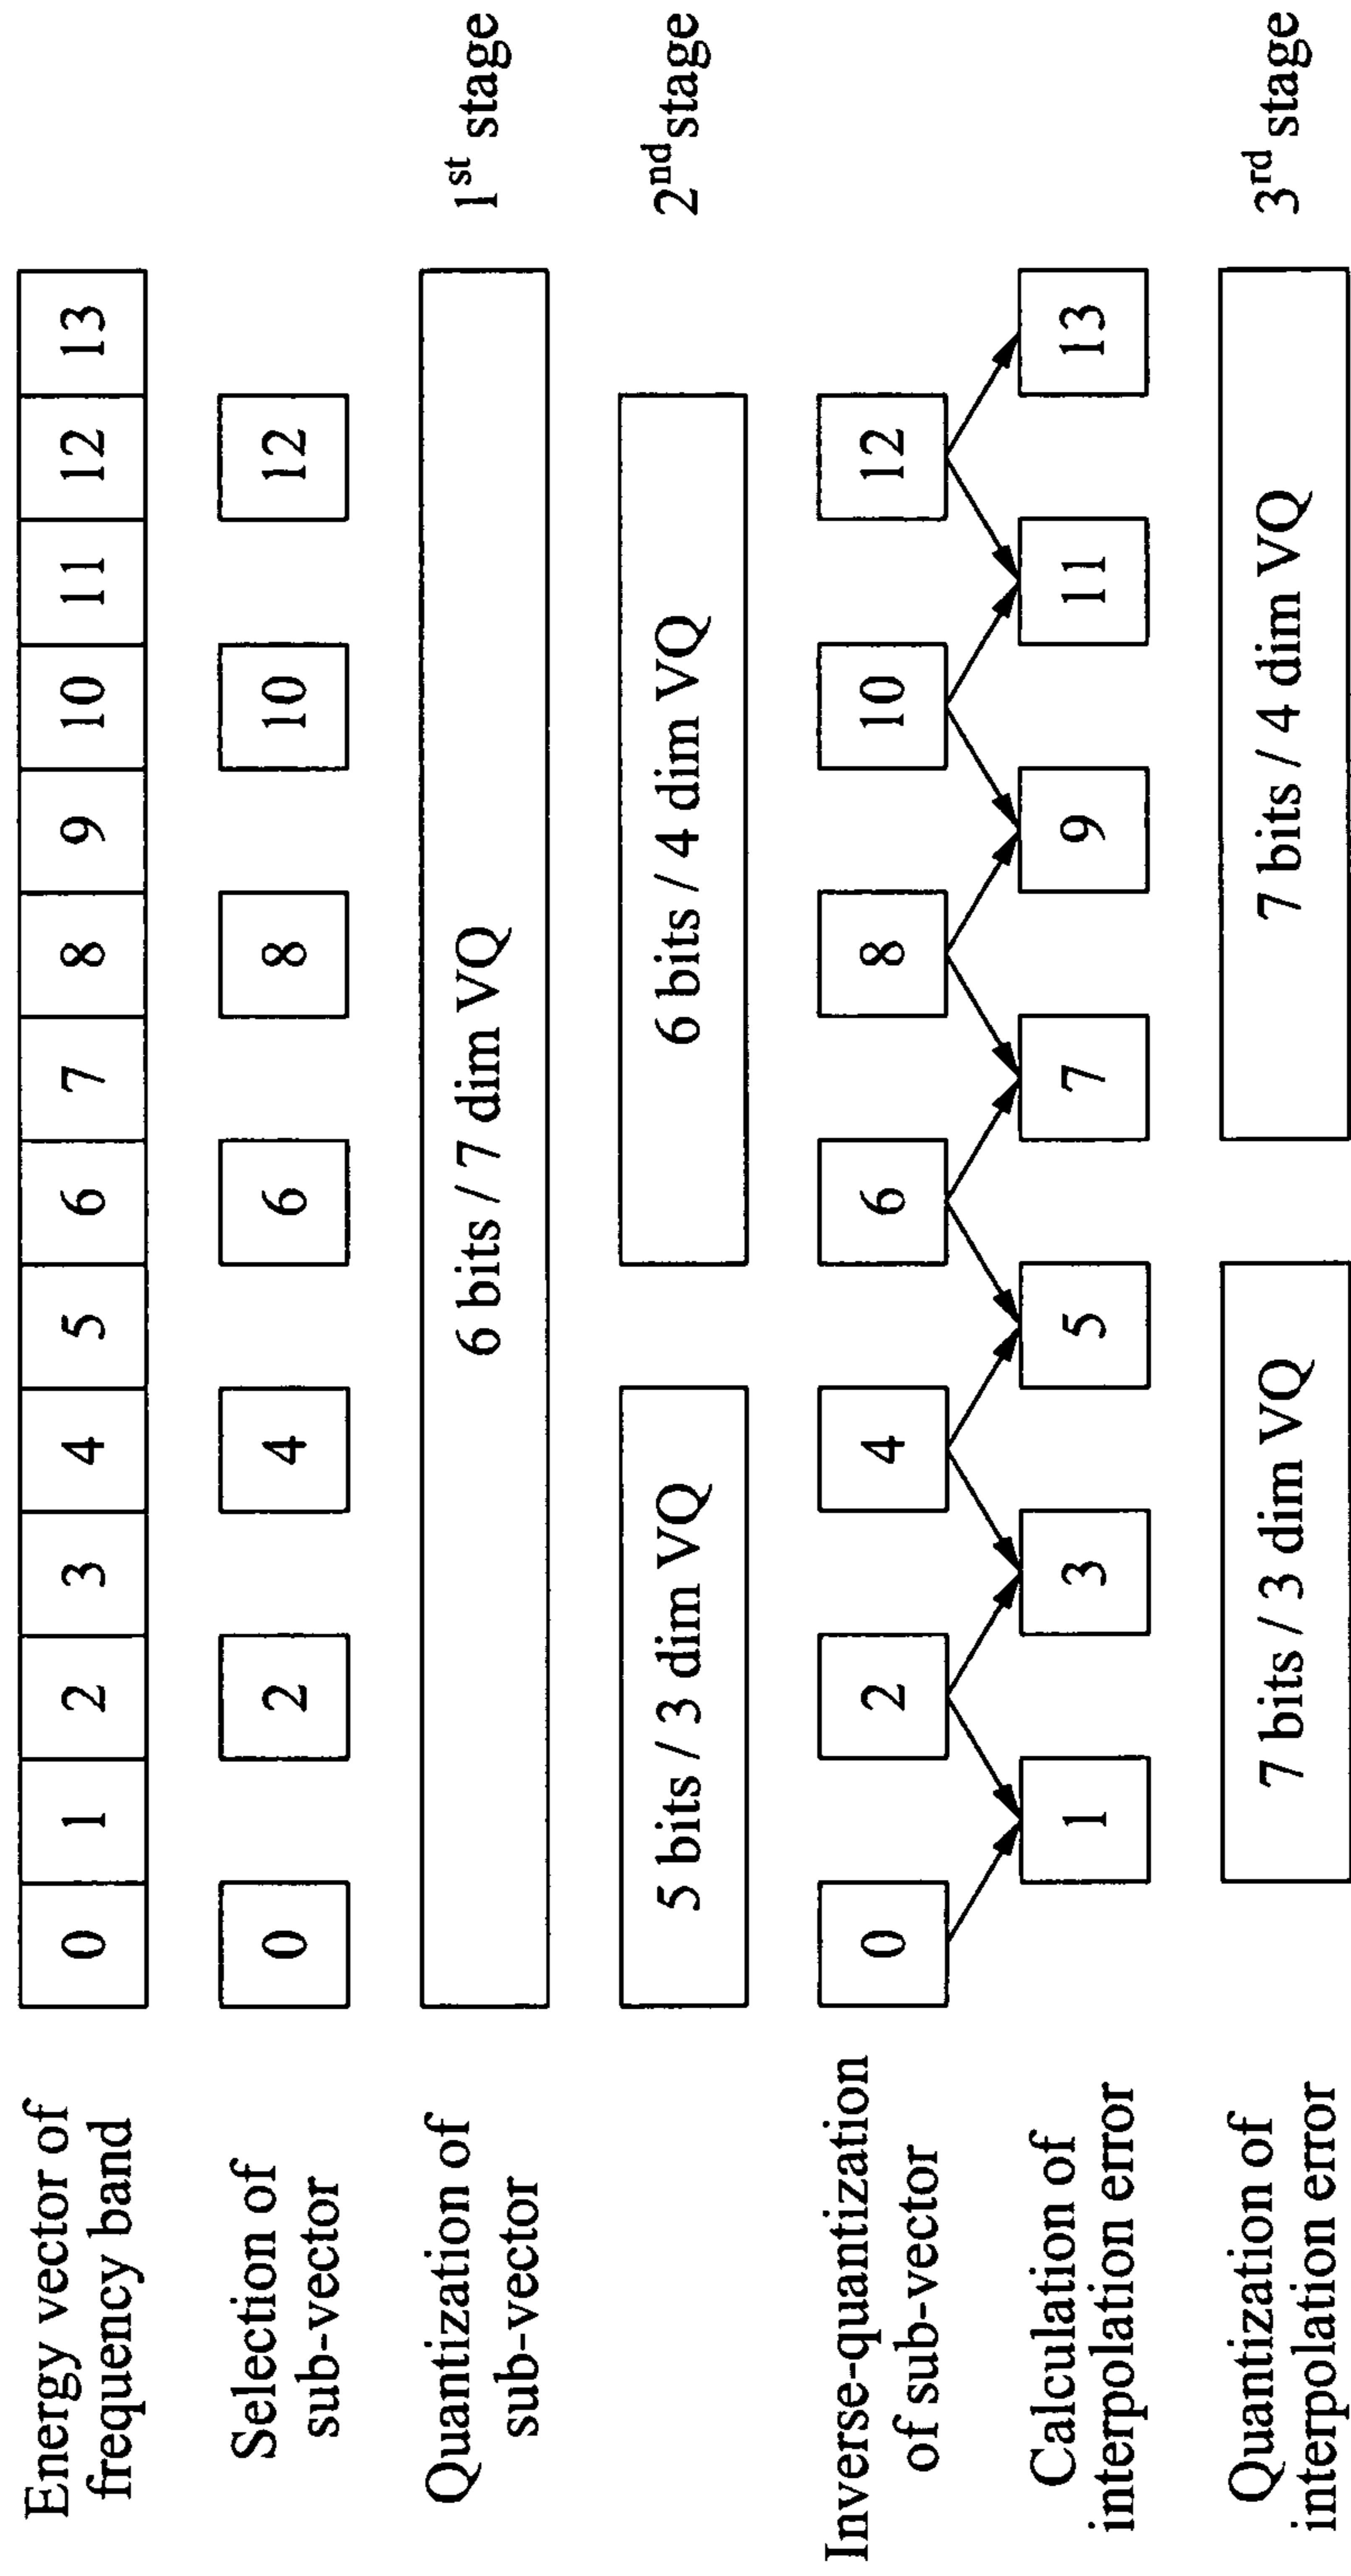 Energy vector of
frequency band
0 1 2 3 4 5 6 7 8 9 10 11 12 13
Selection of
sub-vector
0 2 4 6 8 10 12
Quantization of
sub-vector
6 bits / 7 dim VQ
1st stage
5 bits / 3 dim VQ
6 bits / 4 dim VQ
2nd stage
Inverse-quantization
of sub-vector
0 2 4 6 8 10 12
Calculation of
interpolation error
1 3 5 7 9 11 13
Quantization of
interpolation error
7 bits / 3 dim VQ
7 bits / 4 dim VQ
3rd stage